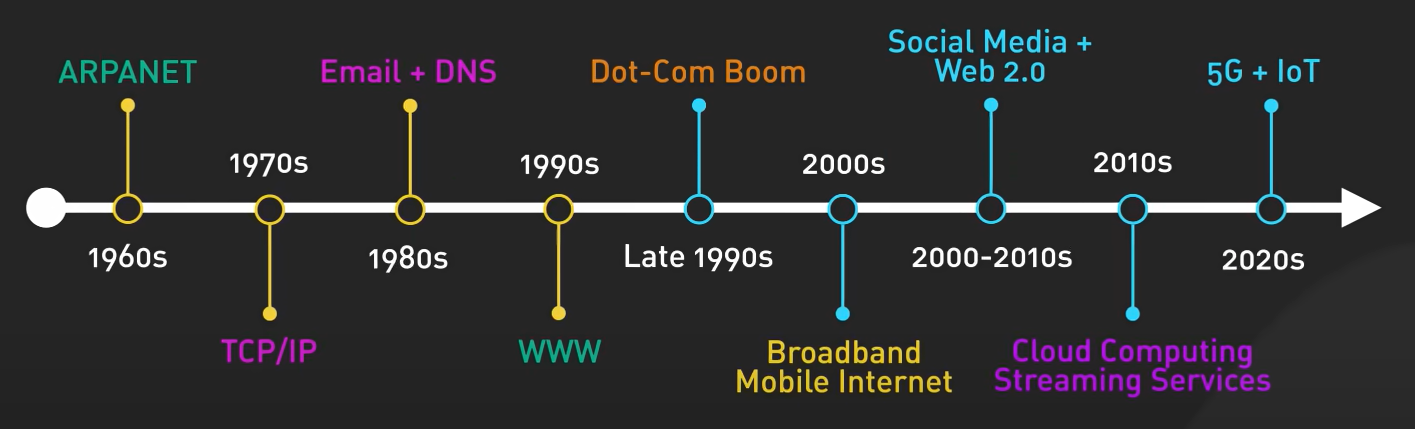 ARPANET
1960s
1970s
TCP/IP
Email + DNS
1980s
1990s
WWW
Dot-Com Boom
Late 1990s
2000s
Broadband
Mobile Internet
Social Media +
Web 2.0
2000-2010s
2010s
Cloud Computing
Streaming Services
5G + IoT
2020s